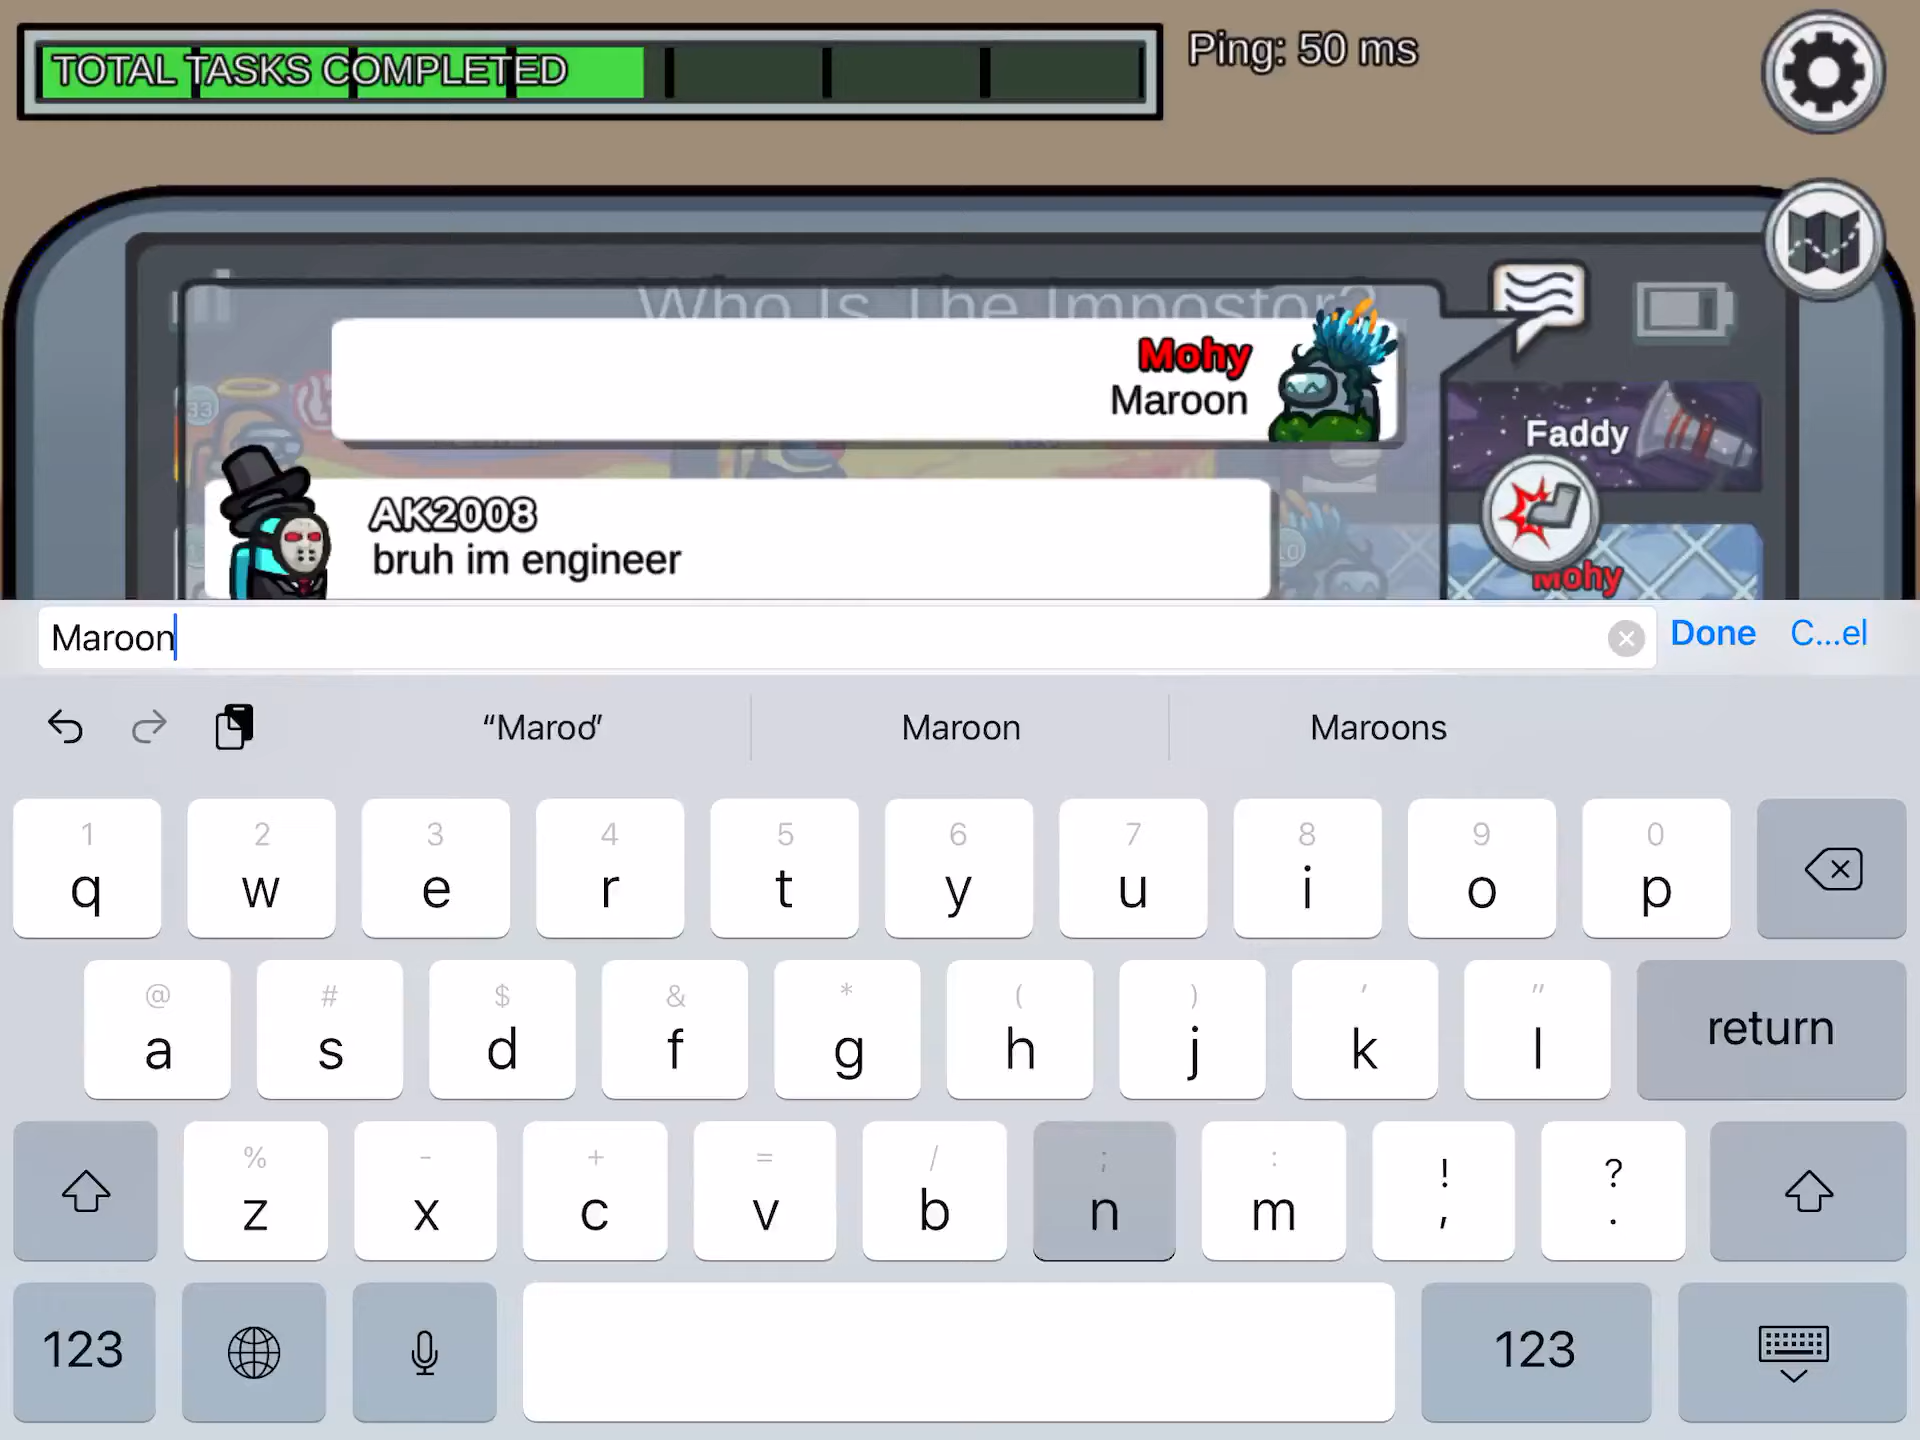 TOTAL TASKS COMPLETED
Ping: 50 ms
Who Is The Impostor?
Mohy
Maroon
Faddy
AK2008
bruh im engineer
Mohy
Maroon
Done C...el
“Maroo” Maroon Maroons
1 2 3 4 5 6 7 8 9 0
q w e r t y u i o p
@ # $ & * ( ) ' "
a s d f g h j k l return
% - + = / ; : ! ?
z x c v b n m , .
123 123